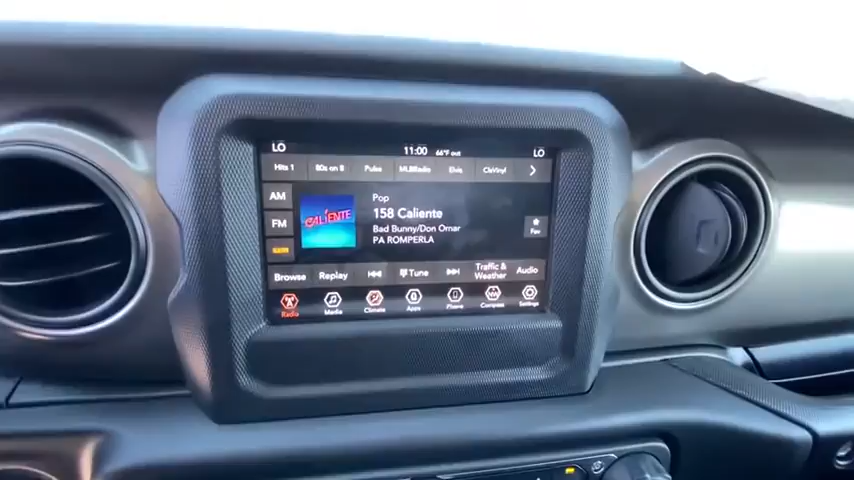 LO 11:00 66°F out LO
Hits 1 80s on 8 Pulse MLBRadio Elvis ClsVinyl
AM
FM
SXM
CALIENTE
Pop
158 Caliente
Bad Bunny/Don Omar
PA ROMPERLA
Fav
Browse Replay Tune Traffic & Weather Audio
Radio Media Climate Apps Phone Compass Settings